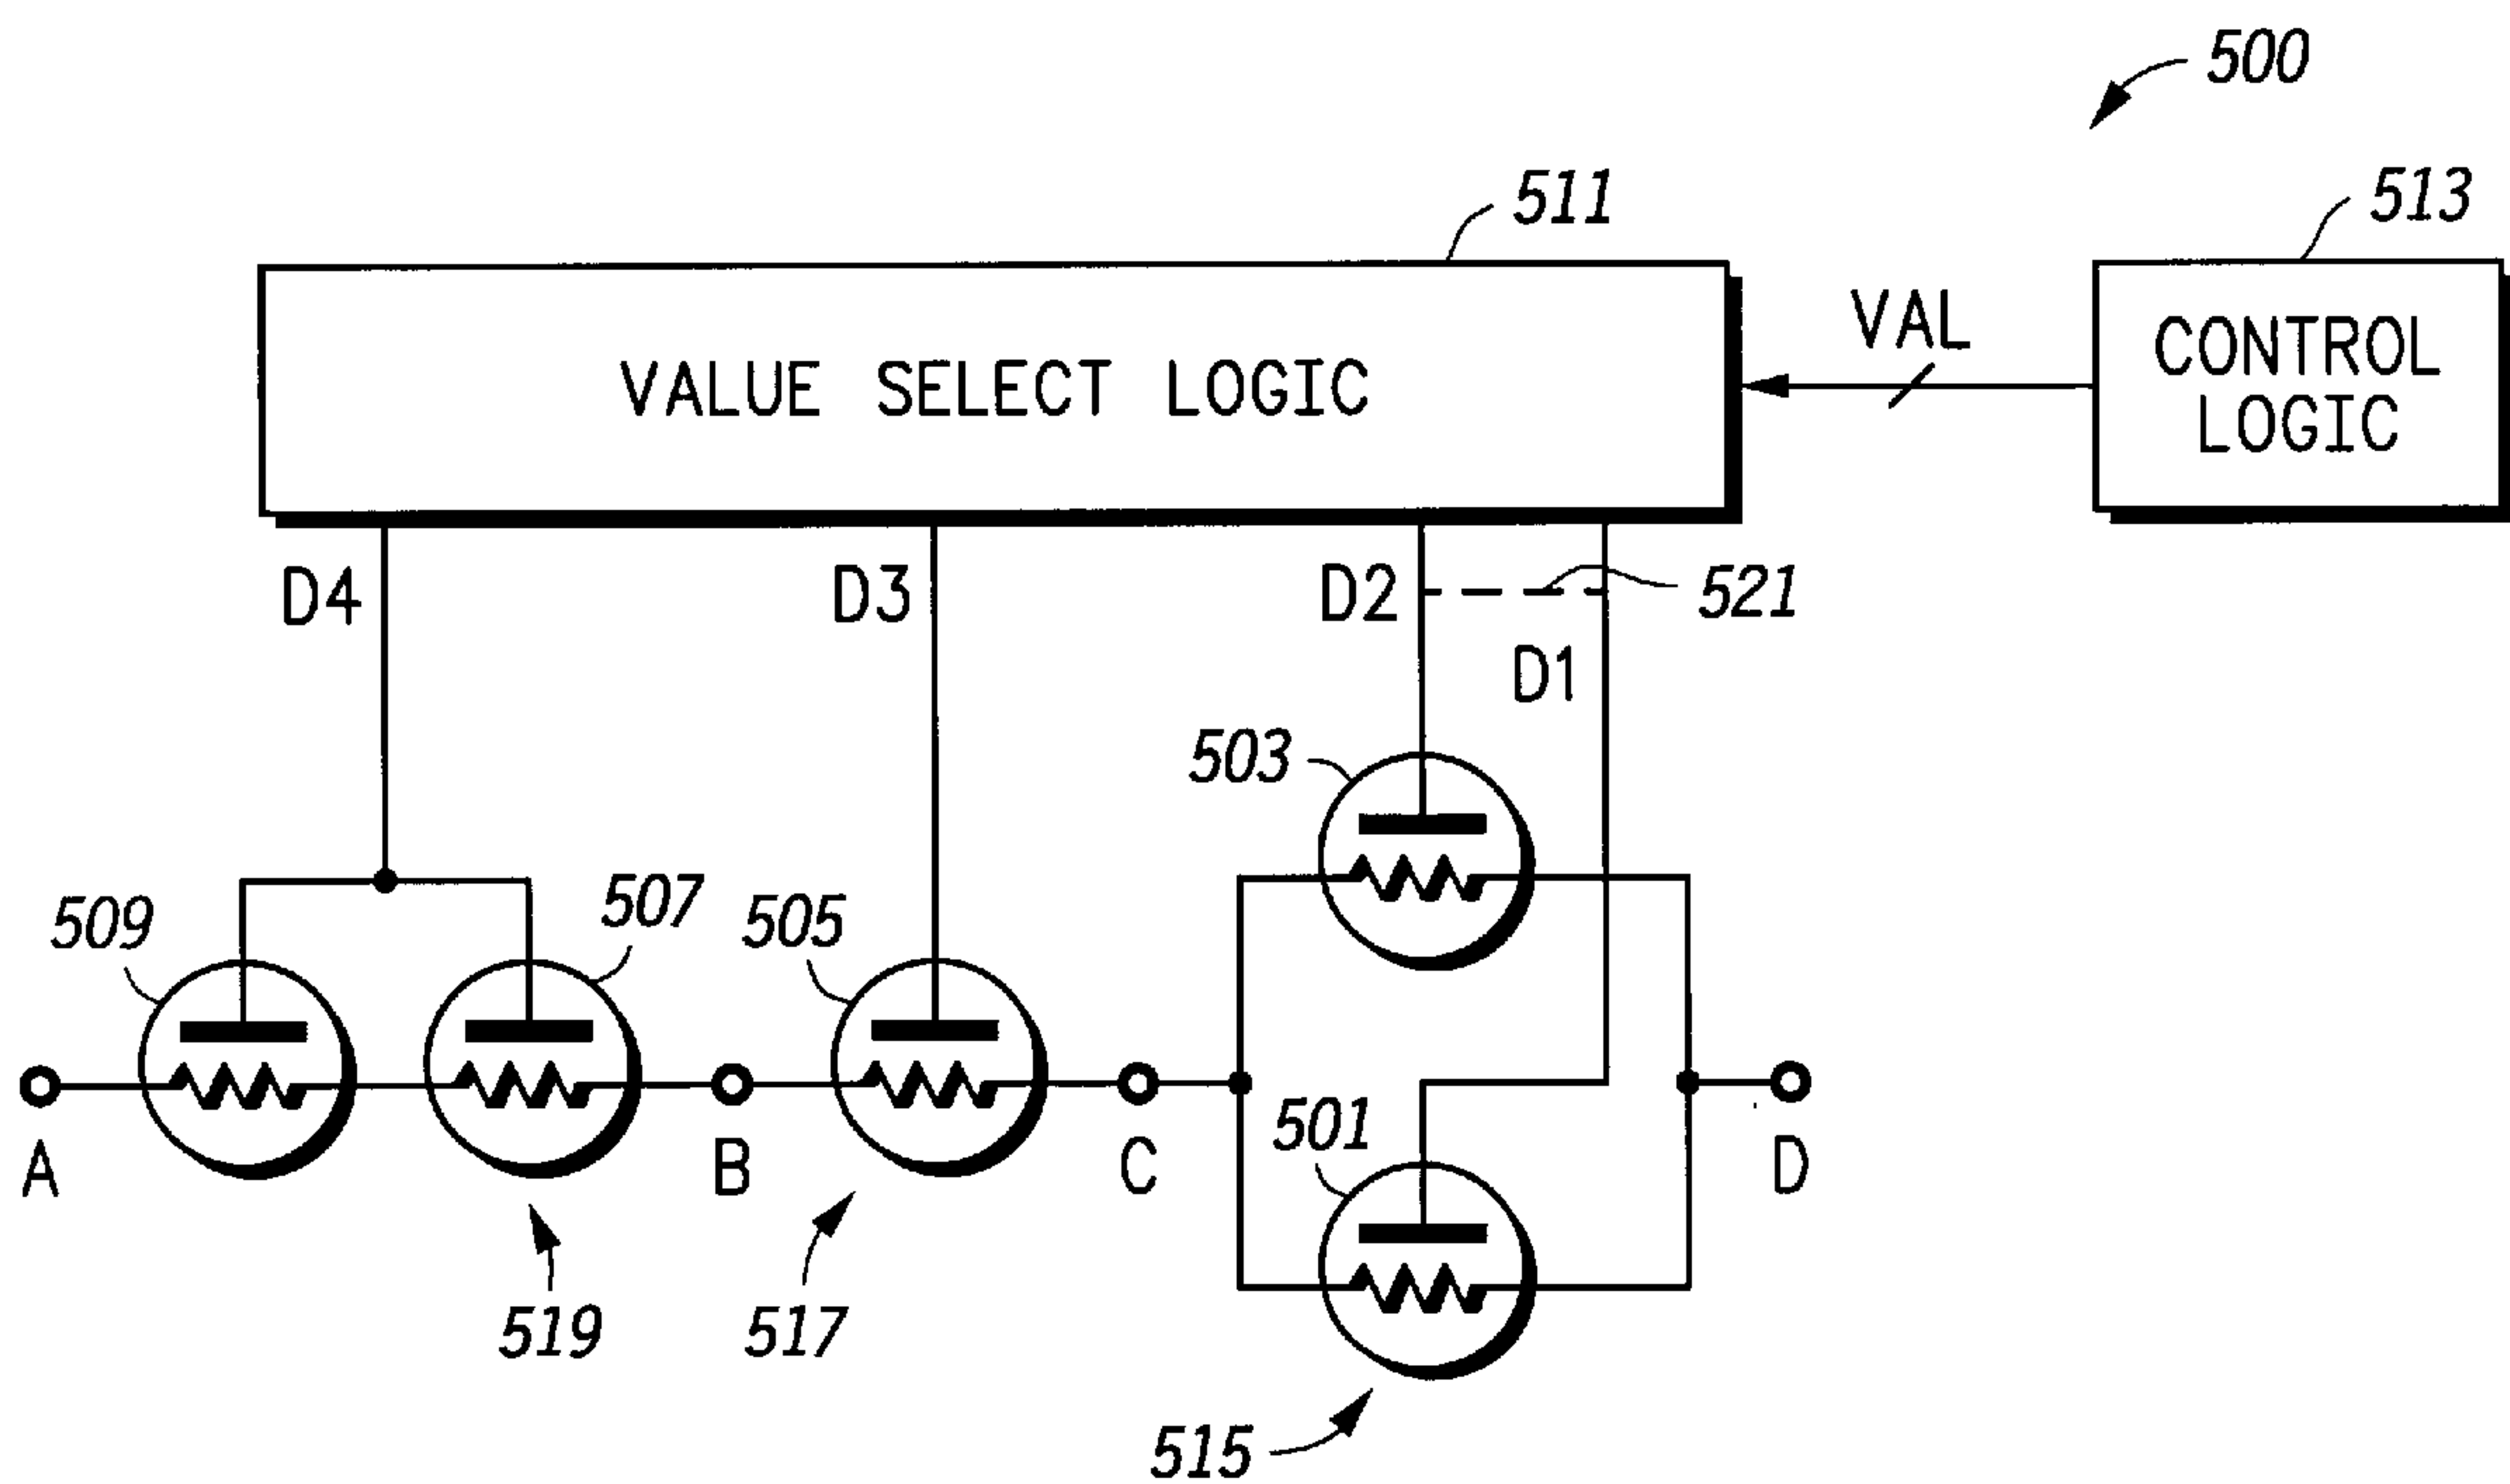 500
511
513
VALUE SELECT LOGIC
VAL
CONTROL
LOGIC
D4
D3
D2
521
D1
503
509
507
505
501
A
B
C
D
519
517
515